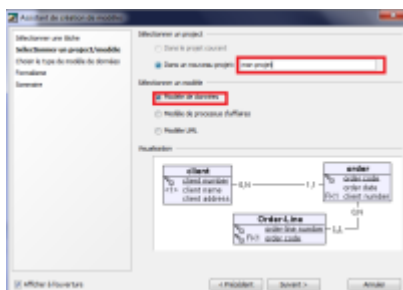 Assistant de création de modèles
Sélectionner une tâche
Sélectionner un project/modèle
Choisir le type du modèle de données
Formalisme
Sommaire
Sélectionner un project
Dans le projet courant
Dans un nouveau projet: mon-projet
Sélectionner un modèle
Modèle de données
Modèle de processus d'affaires
Modèle UML
Visualisation
client
client number
client name
client address
0,N
1,1
order
order code
order date
client number
0,N
1,1
Order-Line
order line number
order code
Afficher à l'ouverture
< Précédent
Suivant >
Annuler